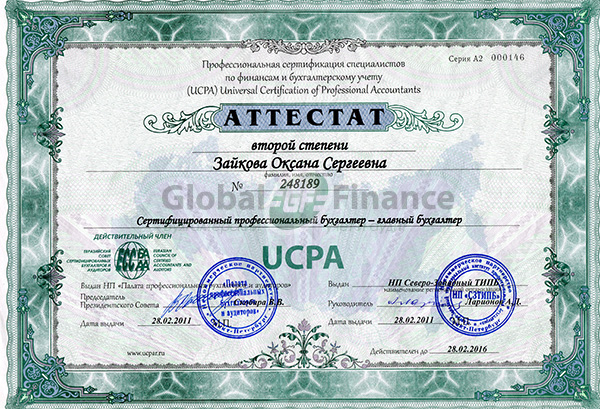 Профессиональная сертификация специалистов
по финансам и бухгалтерскому учету
(UCPA) Universal Certification of Professional Accountants
Серия А2 000146
АТТЕСТАТ
второй степени
Зайкова Оксана Сергеевна
фамилия, имя, отчество
№ 248189
Global GF Finance
Сертифицированный профессиональный бухгалтер – главный бухгалтер
ДЕЙСТВИТЕЛЬНЫЙ ЧЛЕН
ЕВРАЗИЙСКИЙ СОВЕТ СЕРТИФИЦИРОВАННЫХ БУХГАЛТЕРОВ И АУДИТОРОВ
EURASIAN COUNCIL OF CERTIFIED ACCOUNTANTS AND AUDITORS
UCPA
Выдан НП "Палата профессиональных бухгалтеров и аудиторов"
Председатель
Президентского Совета
В.В.
Дата выдачи 28.02.2011
Палата
профессиональных
бухгалтеров
и аудиторов
Санкт-Петербург
Выдан НП Северо-Западный ТИПБ
Руководитель Ларионов А.Д.
Дата выдачи 28.02.2011
НП "СЗТИПБ"
Санкт-Петербург
www.ucpar.ru
Действителен до 28.02.2016